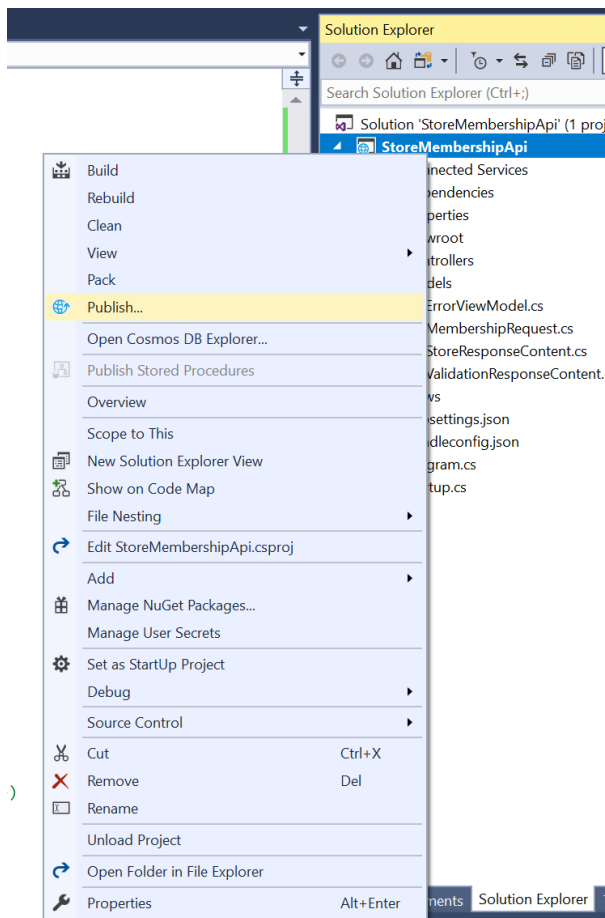 Solution Explorer
Search Solution Explorer (Ctrl+;)
Solution 'StoreMembershipApi' (1 proj
StoreMembershipApi
Build
nnected Services
Rebuild
pendencies
Clean
perties
View
wroot
ntrollers
Pack
dels
Publish...
ErrorViewModel.cs
MembershipRequest.cs
Open Cosmos DB Explorer...
StoreResponseContent.cs
Publish Stored Procedures
ValidationResponseContent.
Overview
ws
settings.json
Scope to This
ndleconfig.json
New Solution Explorer View
gram.cs
Show on Code Map
tup.cs
File Nesting
Edit StoreMembershipApi.csproj
Add
Manage NuGet Packages...
Manage User Secrets
Set as StartUp Project
Debug
Source Control
Cut Ctrl+X
Remove Del
)
Rename
Unload Project
Open Folder in File Explorer
Properties Alt+Enter
ments Solution Explorer